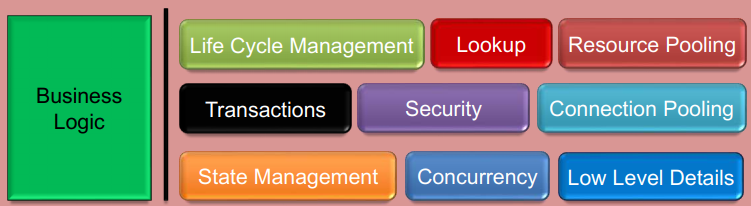 Business
Logic
Life Cycle Management
Lookup
Resource Pooling
Transactions
Security
Connection Pooling
State Management
Concurrency
Low Level Details